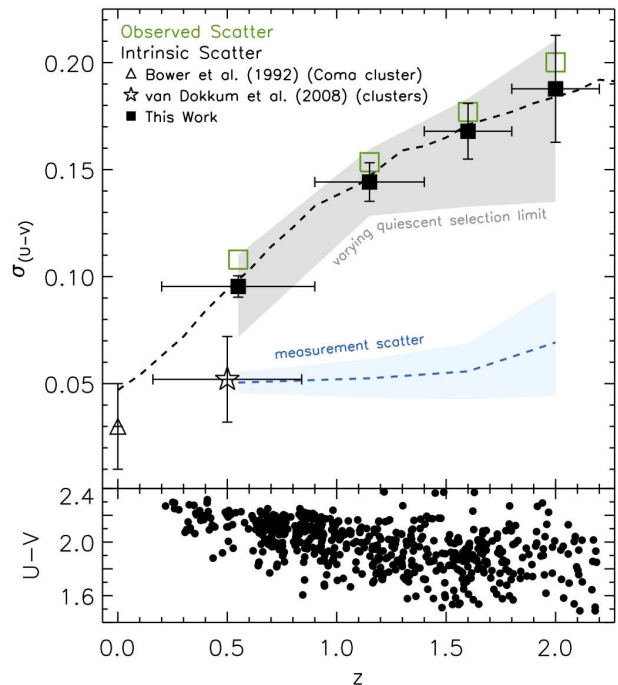 Observed Scatter
Intrinsic Scatter
Bower et al. (1992) (Coma cluster)
van Dokkum et al. (2008) (clusters)
This Work
0.20
0.15
0.10
0.05
σ(U−V)
varying quiescent selection limit
measurement scatter
2.4
2.0
1.6
U−V
0.0 0.5 1.0 1.5 2.0
z